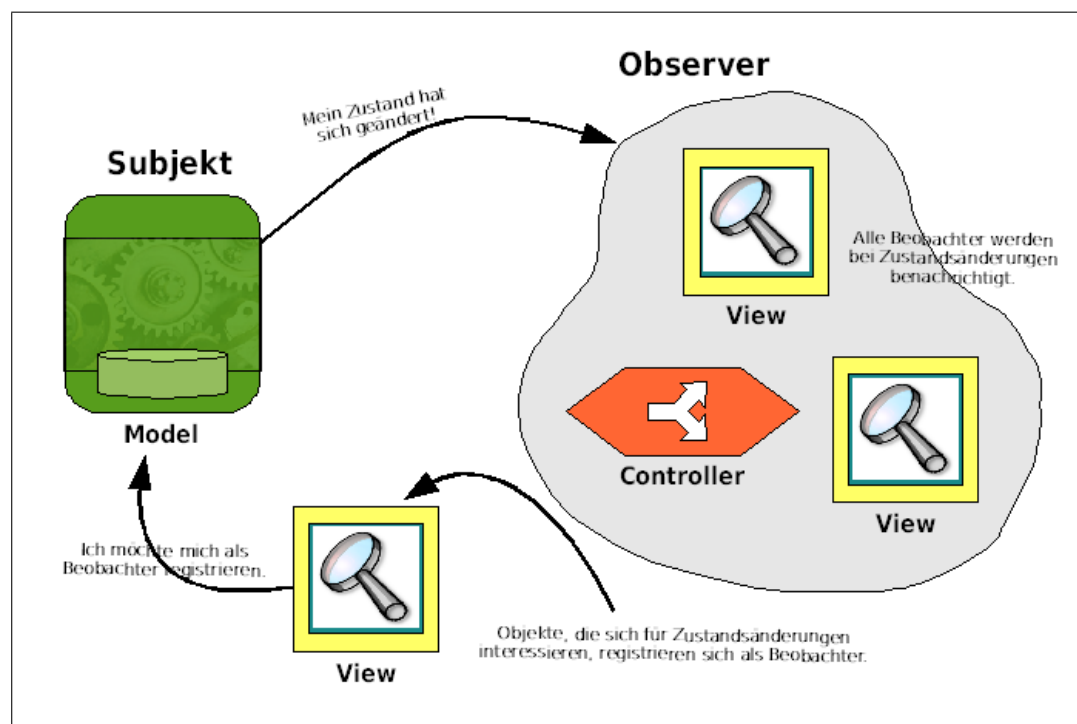 Observer
Mein Zustand hat
sich geändert!
Subjekt
Alle Beobachter werden
bei Zustandsänderungen
benachrichtigt.
View
Model
Controller
View
Ich möchte mich als
Beobachter registrieren.
Objekte, die sich für Zustandsänderungen
interessieren, registrieren sich als Beobachter.
View